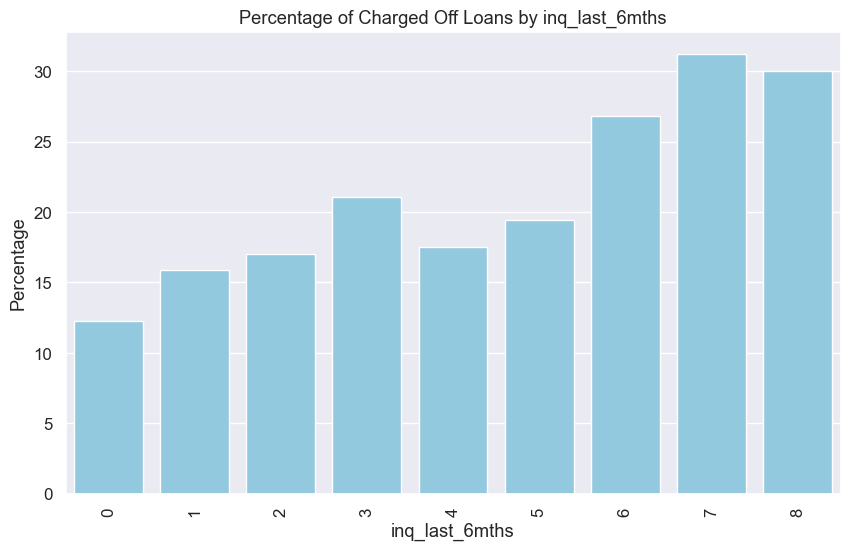 Percentage of Charged Off Loans by inq_last_6mths
Percentage
30
25
20
15
10
5
0
0 1 2 3 4 5 6 7 8
inq_last_6mths